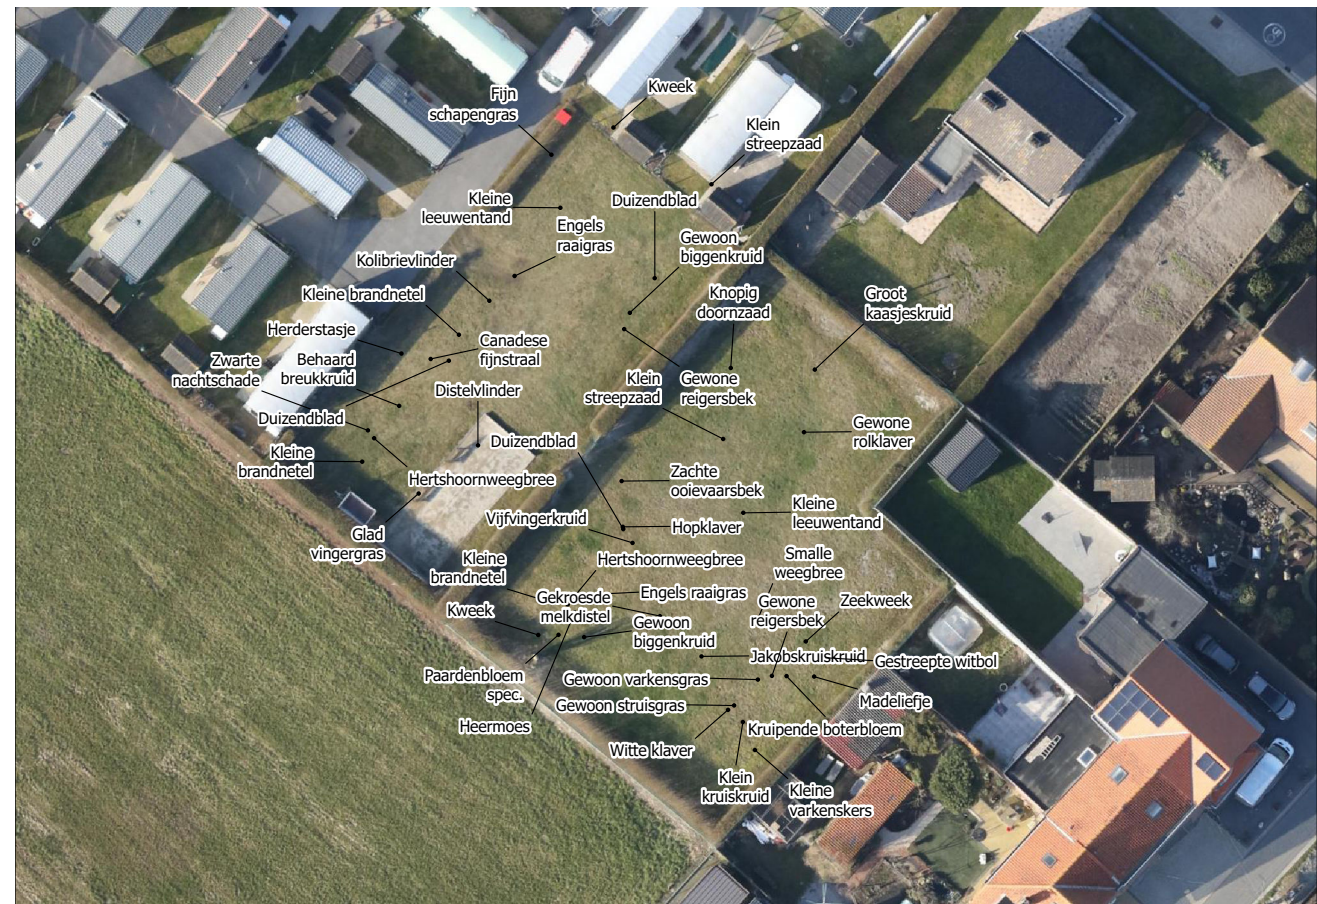 Kweek
Fijn
schapengras
Klein
streepzaad
Kleine
leeuwentand
Duizendblad
Engels
raaigras
Gewoon
biggenkruid
Kolibrievlinder
Kleine brandnetel
Knopig
doornzaad
Groot
kaasjeskruid
Herderstasje
Canadese
fijnstraal
Zwarte
nachtschade
Behaard
breukkruid
Klein
streepzaad
Gewone
reigersbek
Distelvlinder
Duizendblad
Gewone
rolklaver
Duizendblad
Kleine
brandnetel
Hertshoornweegbree
Zachte
ooievaarsbek
Kleine
leeuwentand
Vijfvingerkruid
Hopklaver
Glad
vingergras
Kleine
brandnetel
Hertshoornweegbree
Smalle
weegbree
Gekroesde
melkdistel
Engels raaigras
Gewone
reigersbek
Zeekweek
Kweek
Gewoon
biggenkruid
Jakobskruiskruid
Gestreepte witbol
Paardenbloem
spec.
Gewoon varkensgras
Madeliefje
Gewoon struisgras
Heermoes
Kruipende boterbloem
Witte klaver
Klein
kruiskruid
Kleine
varkenskers